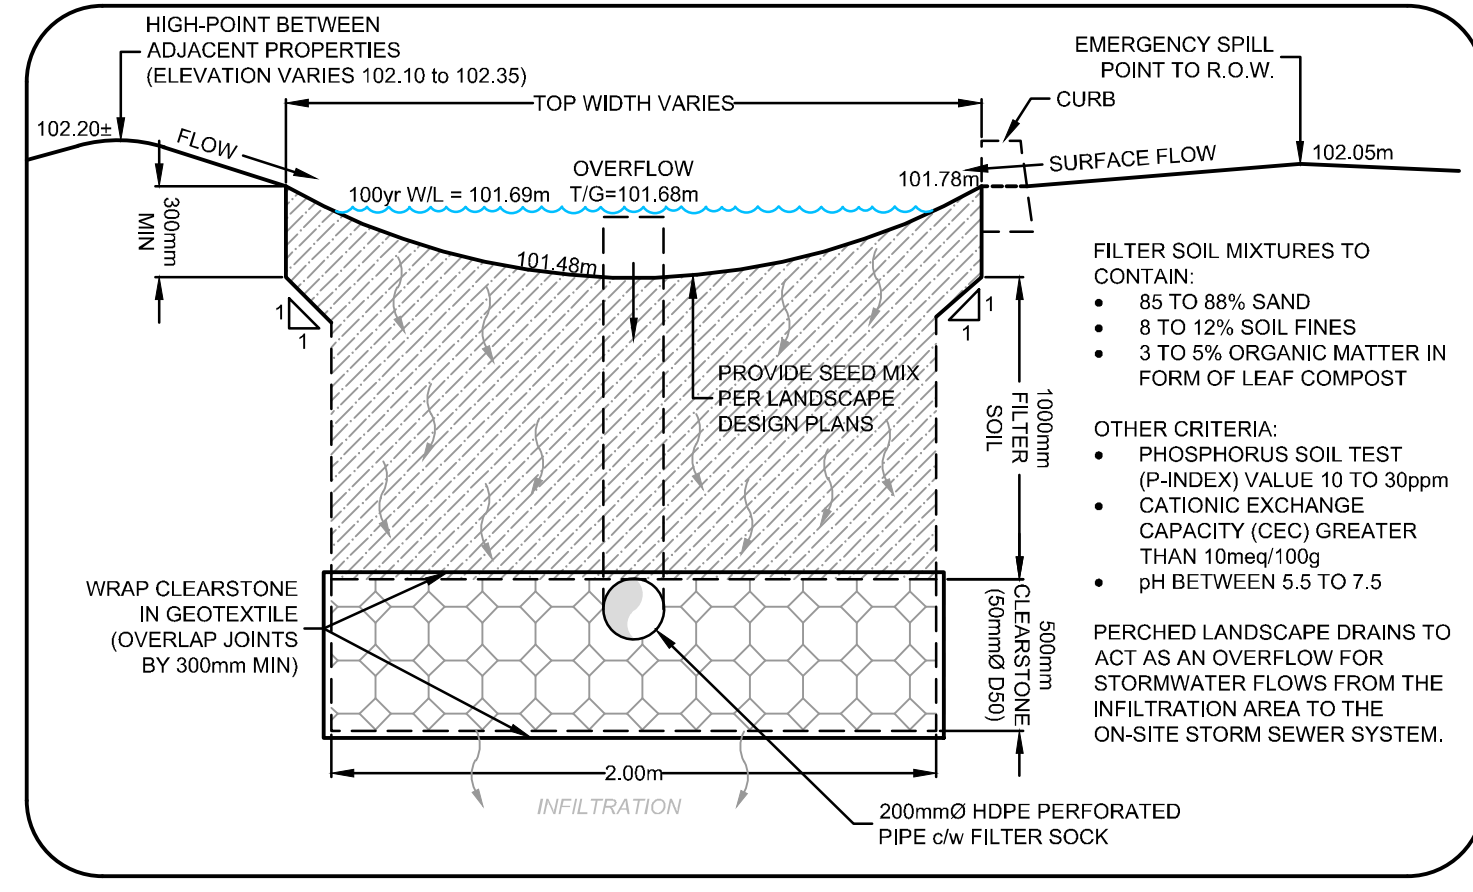 HIGH-POINT BETWEEN
ADJACENT PROPERTIES
(ELEVATION VARIES 102.10 to 102.35)
EMERGENCY SPILL
POINT TO R.O.W.
CURB
TOP WIDTH VARIES
102.20±
FLOW
OVERFLOW
T/G=101.68m
100yr W/L = 101.69m
101.78m
SURFACE FLOW
102.05m
300mm
MIN
101.48m
1
1
1
1
PROVIDE SEED MIX
PER LANDSCAPE
DESIGN PLANS
1000mm
FILTER
SOIL
FILTER SOIL MIXTURES TO
CONTAIN:
• 85 TO 88% SAND
• 8 TO 12% SOIL FINES
• 3 TO 5% ORGANIC MATTER IN
FORM OF LEAF COMPOST
OTHER CRITERIA:
• PHOSPHORUS SOIL TEST
(P-INDEX) VALUE 10 TO 30ppm
• CATIONIC EXCHANGE
CAPACITY (CEC) GREATER
THAN 10meq/100g
• pH BETWEEN 5.5 TO 7.5
PERCHED LANDSCAPE DRAINS TO
ACT AS AN OVERFLOW FOR
STORMWATER FLOWS FROM THE
INFILTRATION AREA TO THE
ON-SITE STORM SEWER SYSTEM.
WRAP CLEARSTONE
IN GEOTEXTILE
(OVERLAP JOINTS
BY 300mm MIN)
500mm
CLEARSTONE
(50mmØ D50)
2.00m
INFILTRATION
200mmØ HDPE PERFORATED
PIPE c/w FILTER SOCK